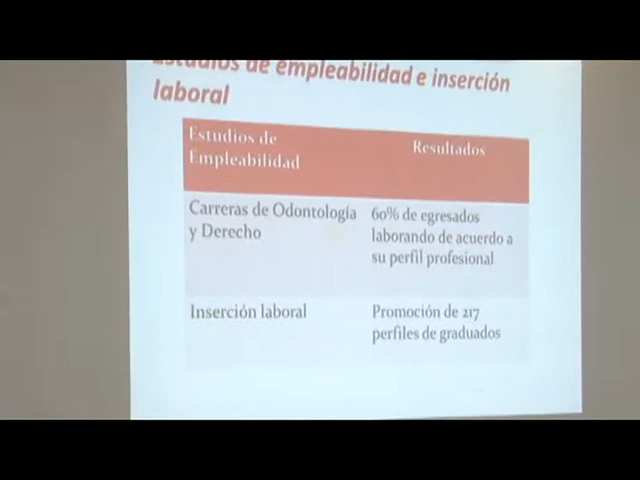 Estudios de empleabilidad e inserción
laboral
Estudios de
Empleabilidad
Resultados
Carreras de Odontología
y Derecho
60% de egresados
laborando de acuerdo a
su perfil profesional
Inserción laboral
Promoción de 217
perfiles de graduados